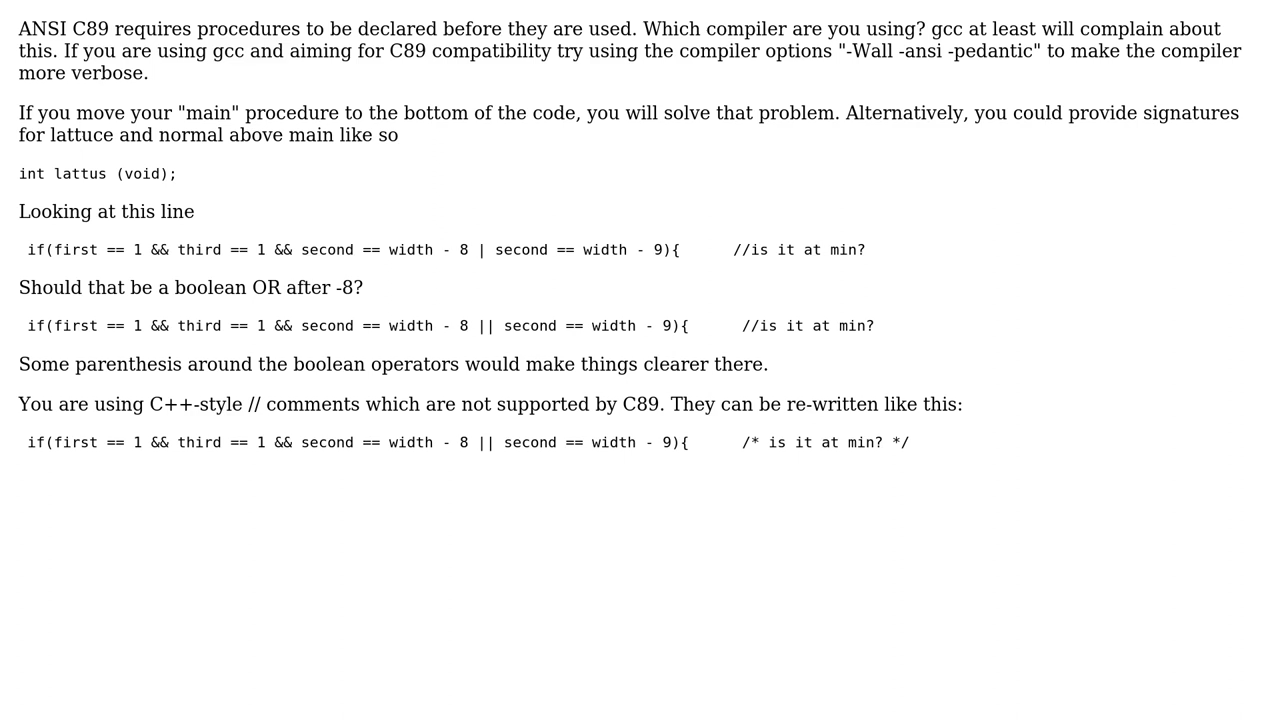 ANSI C89 requires procedures to be declared before they are used. Which compiler are you using? gcc at least will complain about
this. If you are using gcc and aiming for C89 compatibility try using the compiler options "-Wall -ansi -pedantic" to make the compiler
more verbose.
If you move your "main" procedure to the bottom of the code, you will solve that problem. Alternatively, you could provide signatures
for lattuce and normal above main like so
int lattus (void);
Looking at this line
if(first == 1 && third == 1 && second == width - 8 | second == width - 9){      //is it at min?
Should that be a boolean OR after -8?
if(first == 1 && third == 1 && second == width - 8 || second == width - 9){      //is it at min?
Some parenthesis around the boolean operators would make things clearer there.
You are using C++-style // comments which are not supported by C89. They can be re-written like this:
if(first == 1 && third == 1 && second == width - 8 || second == width - 9){      /* is it at min? */